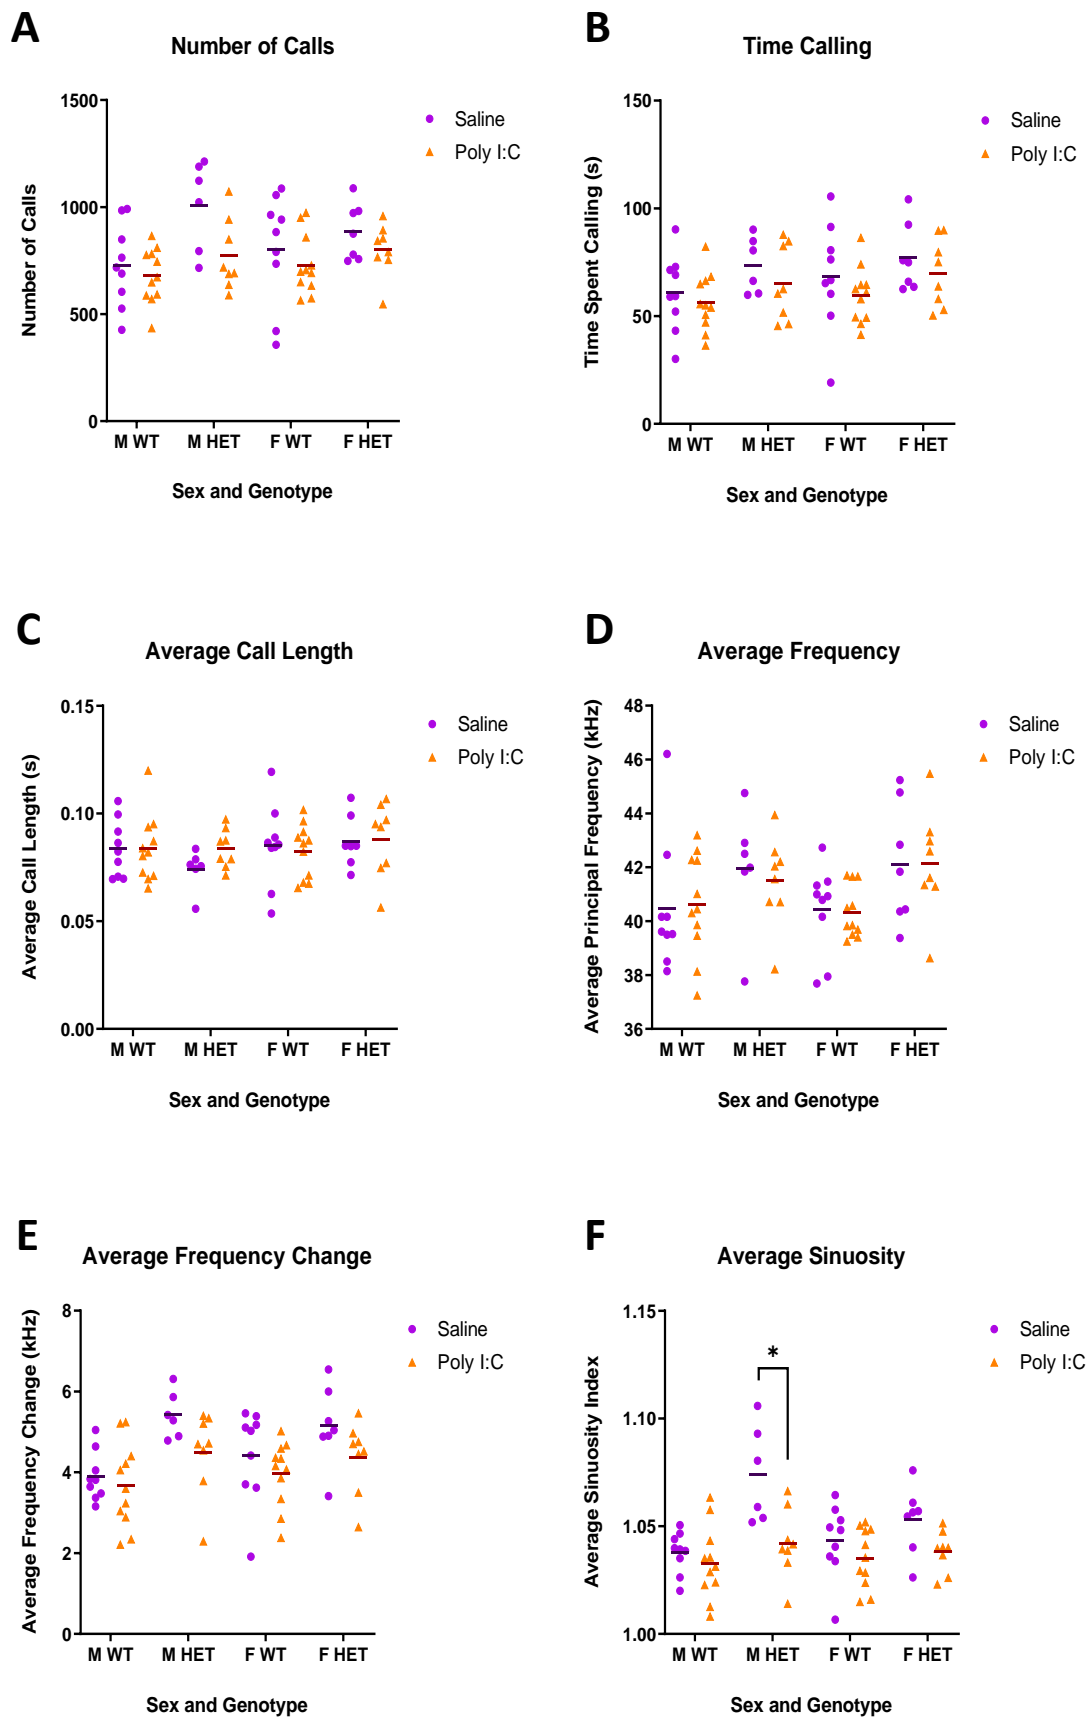 A
Number of Calls
Number of Calls
1500
1000
500
0
M WT
M HET
F WT
F HET
Sex and Genotype
Saline
Poly I:C
B
Time Calling
Time Spent Calling (s)
150
100
50
0
M WT
M HET
F WT
F HET
Sex and Genotype
Saline
Poly I:C
C
Average Call Length
Average Call Length (s)
0.15
0.10
0.05
0.00
M WT
M HET
F WT
F HET
Sex and Genotype
Saline
Poly I:C
D
Average Frequency
Average Principal Frequency (kHz)
48
46
44
42
40
38
36
M WT
M HET
F WT
F HET
Sex and Genotype
Saline
Poly I:C
E
Average Frequency Change
Average Frequency Change (kHz)
8
6
4
2
0
M WT
M HET
F WT
F HET
Sex and Genotype
Saline
Poly I:C
F
Average Sinuosity
Average Sinuosity Index
1.15
1.10
1.05
1.00
*
M WT
M HET
F WT
F HET
Sex and Genotype
Saline
Poly I:C